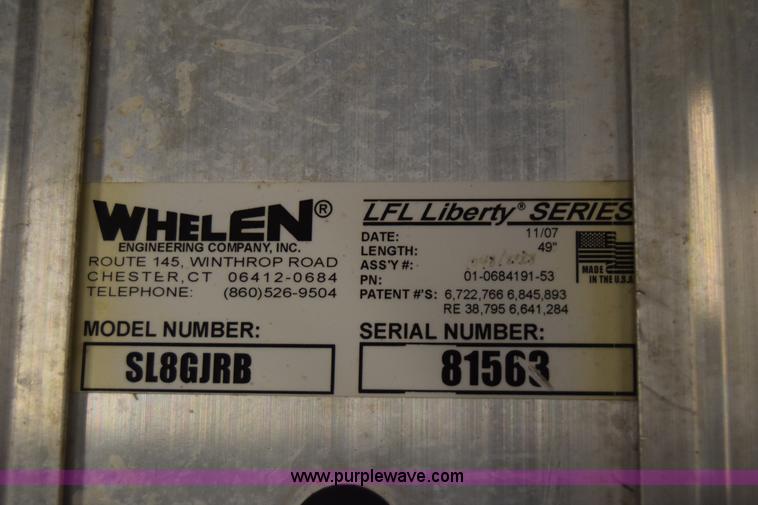 WHELEN®
ENGINEERING COMPANY, INC.
ROUTE 145, WINTHROP ROAD
CHESTER, CT 06412-0684
TELEPHONE: (860)526-9504
MODEL NUMBER:
SL8GJRB
LFL Liberty® SERIES
DATE: 11/07
LENGTH: 49"
ASS'Y #:
PN: 01-0684191-53
PATENT #'S: 6,722,766 6,845,893
RE 38,795 6,641,284
MADE
IN THE U.S.A.
SERIAL NUMBER:
81563
www.purplewave.com